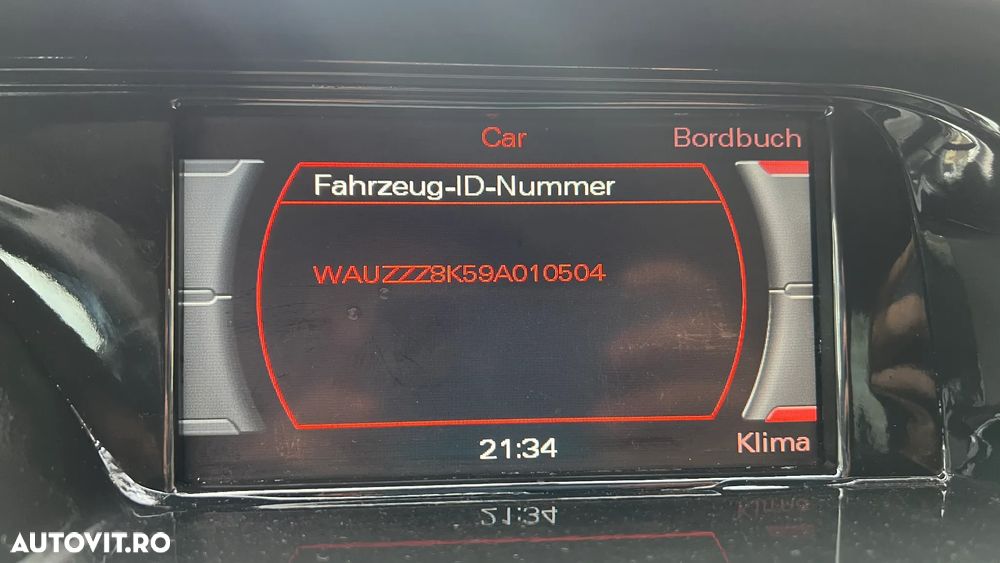 Car
Bordbuch
Fahrzeug-ID-Nummer
WAUZZZ8K59A010504
21:34
Klima
AUTOVIT.RO